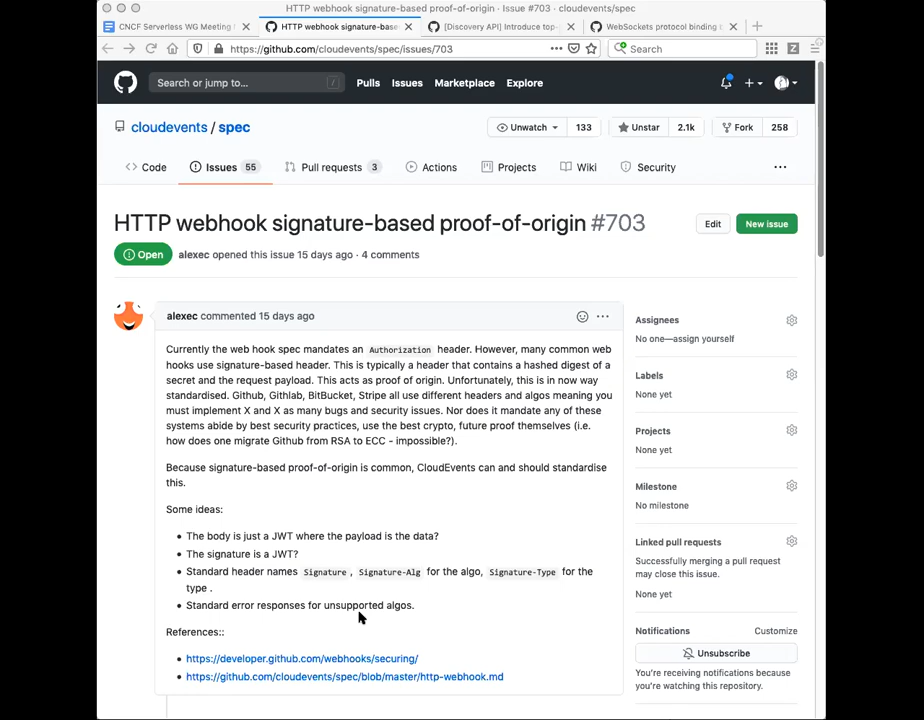 HTTP webhook signature-based proof-of-origin · Issue #703 · cloudevents/spec
CNCF Serverless WG Meeting
HTTP webhook signature-base
[Discovery API] Introduce top-
WebSockets protocol binding
https://github.com/cloudevents/spec/issues/703
Search
Search or jump to...
/
Pulls
Issues
Marketplace
Explore
cloudevents / spec
Unwatch
133
Unstar
2.1k
Fork
258
Code
Issues 55
Pull requests 3
Actions
Projects
Wiki
Security
HTTP webhook signature-based proof-of-origin #703
Edit
New issue
Open
alexec opened this issue 15 days ago · 4 comments
alexec commented 15 days ago
Currently the web hook spec mandates an Authorization header. However, many common web
hooks use signature-based header. This is typically a header that contains a hashed digest of a
secret and the request payload. This acts as proof of origin. Unfortunately, this is in now way
standardised. Github, Githlab, BitBucket, Stripe all use different headers and algos meaning you
must implement X and X as many bugs and security issues. Nor does it mandate any of these
systems abide by best security practices, use the best crypto, future proof themselves (i.e.
how does one migrate Github from RSA to ECC - impossible?).
Because signature-based proof-of-origin is common, CloudEvents can and should standardise
this.
Some ideas:
• The body is just a JWT where the payload is the data?
• The signature is a JWT?
• Standard header names Signature , Signature-Alg for the algo, Signature-Type for the
type .
• Standard error responses for unsupported algos.
References::
• https://developer.github.com/webhooks/securing/
• https://github.com/cloudevents/spec/blob/master/http-webhook.md
Assignees
No one—assign yourself
Labels
None yet
Projects
None yet
Milestone
No milestone
Linked pull requests
Successfully merging a pull request
may close this issue.
None yet
Notifications
Customize
Unsubscribe
You're receiving notifications because
you're watching this repository.